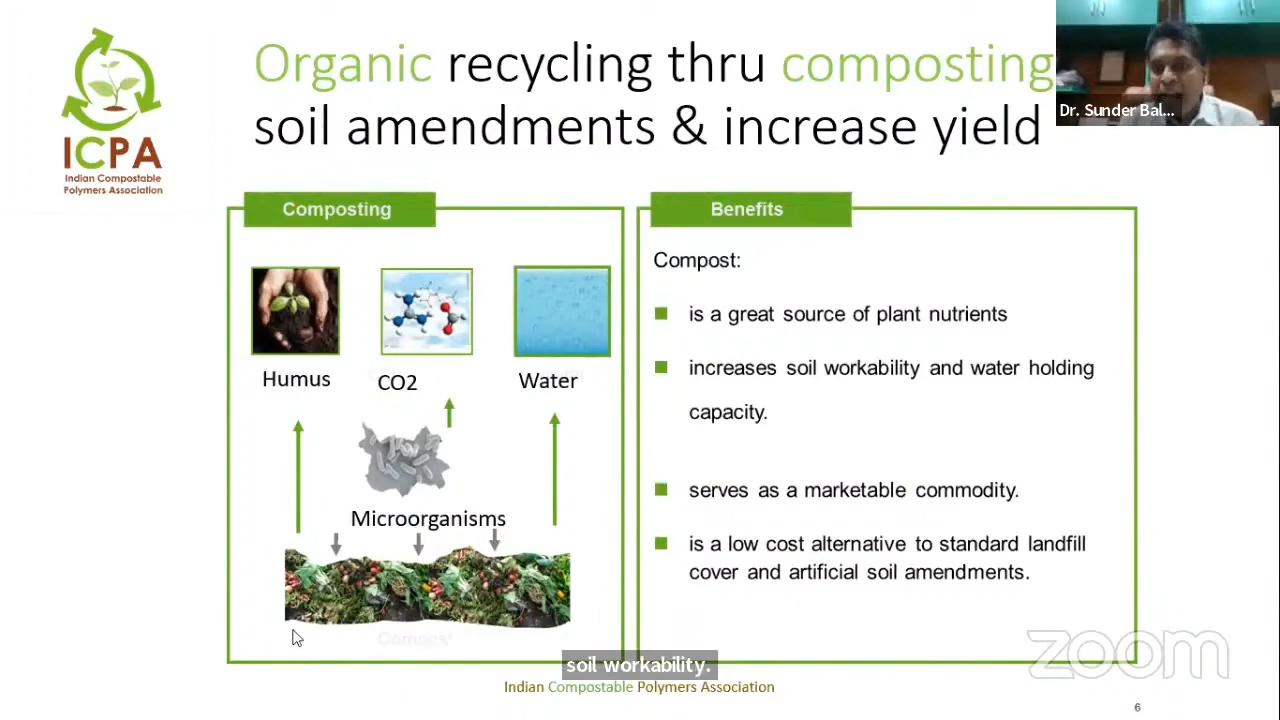 ICPA
Indian Compostable
Polymers Association
Organic recycling thru composting
soil amendments & increase yield
Dr. Sunder Bal...
Composting
Humus
CO2
Water
Microorganisms
Benefits
Compost:
is a great source of plant nutrients
increases soil workability and water holding
capacity.
serves as a marketable commodity.
is a low cost alternative to standard landfill
cover and artificial soil amendments.
zoom
soil workability.
Indian Compostable Polymers Association
6